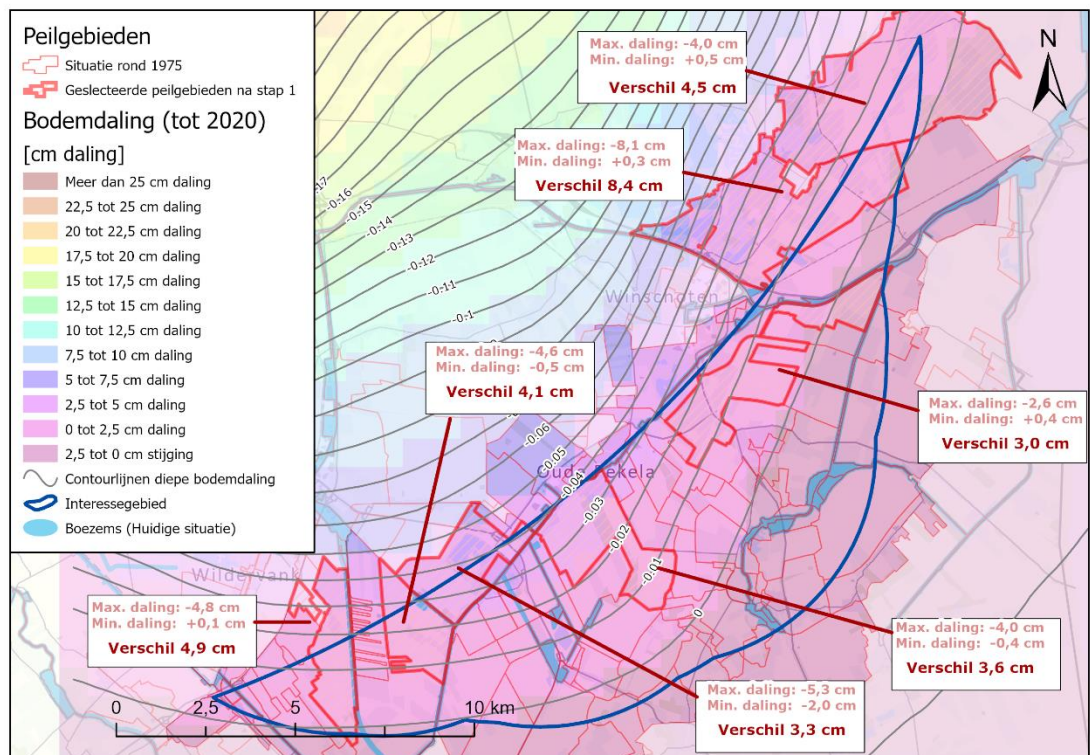 Peilgebieden
Situatie rond 1975
Geslecteerde peilgebieden na stap 1
Bodemdaling (tot 2020)
[cm daling]
Meer dan 25 cm daling
22,5 tot 25 cm daling
20 tot 22,5 cm daling
17,5 tot 20 cm daling
15 tot 17,5 cm daling
12,5 tot 15 cm daling
10 tot 12,5 cm daling
7,5 tot 10 cm daling
5 tot 7,5 cm daling
2,5 tot 5 cm daling
0 tot 2,5 cm daling
2,5 tot 0 cm stijging
Contourlijnen diepe bodemdaling
Interessegebied
Boezems (Huidige situatie)
Max. daling: -4,0 cm
Min. daling: +0,5 cm
Verschil 4,5 cm
N
Max. daling: -8,1 cm
Min. daling: +0,3 cm
Verschil 8,4 cm
-0.17
-0.16
-0.15
-0.14
-0.13
-0.12
-0.11
-0.1
Winschoten
Max. daling: -4,6 cm
Min. daling: -0,5 cm
Verschil 4,1 cm
Max. daling: -2,6 cm
Min. daling: +0,4 cm
Verschil 3,0 cm
-0.06
-0.05
-0.04
Oude Pekela
-0.03
-0.02
-0.01
0
Wildervank
Max. daling: -4,8 cm
Min. daling: +0,1 cm
Verschil 4,9 cm
Max. daling: -4,0 cm
Min. daling: -0,4 cm
Verschil 3,6 cm
Max. daling: -5,3 cm
Min. daling: -2,0 cm
Verschil 3,3 cm
0 2,5 5 10 km